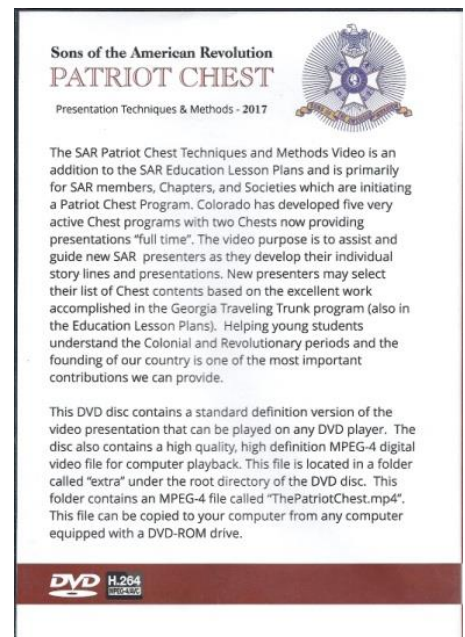 Sons of the American Revolution
PATRIOT CHEST
Presentation Techniques & Methods - 2017
The SAR Patriot Chest Techniques and Methods Video is an
addition to the SAR Education Lesson Plans and is primarily
for SAR members, Chapters, and Societies which are initiating
a Patriot Chest Program. Colorado has developed five very
active Chest programs with two Chests now providing
presentations “full time”. The video purpose is to assist and
guide new SAR presenters as they develop their individual
story lines and presentations. New presenters may select
their list of Chest contents based on the excellent work
accomplished in the Georgia Traveling Trunk program (also in
the Education Lesson Plans). Helping young students
understand the Colonial and Revolutionary periods and the
founding of our country is one of the most important
contributions we can provide.
This DVD disc contains a standard definition version of the
video presentation that can be played on any DVD player. The
disc also contains a high quality, high definition MPEG-4 digital
video file for computer playback. This file is located in a folder
called “extra” under the root directory of the DVD disc. This
folder contains an MPEG-4 file called “ThePatriotChest.mp4”.
This file can be copied to your computer from any computer
equipped with a DVD-ROM drive.
DVD H.264
MPEG-4/AVC